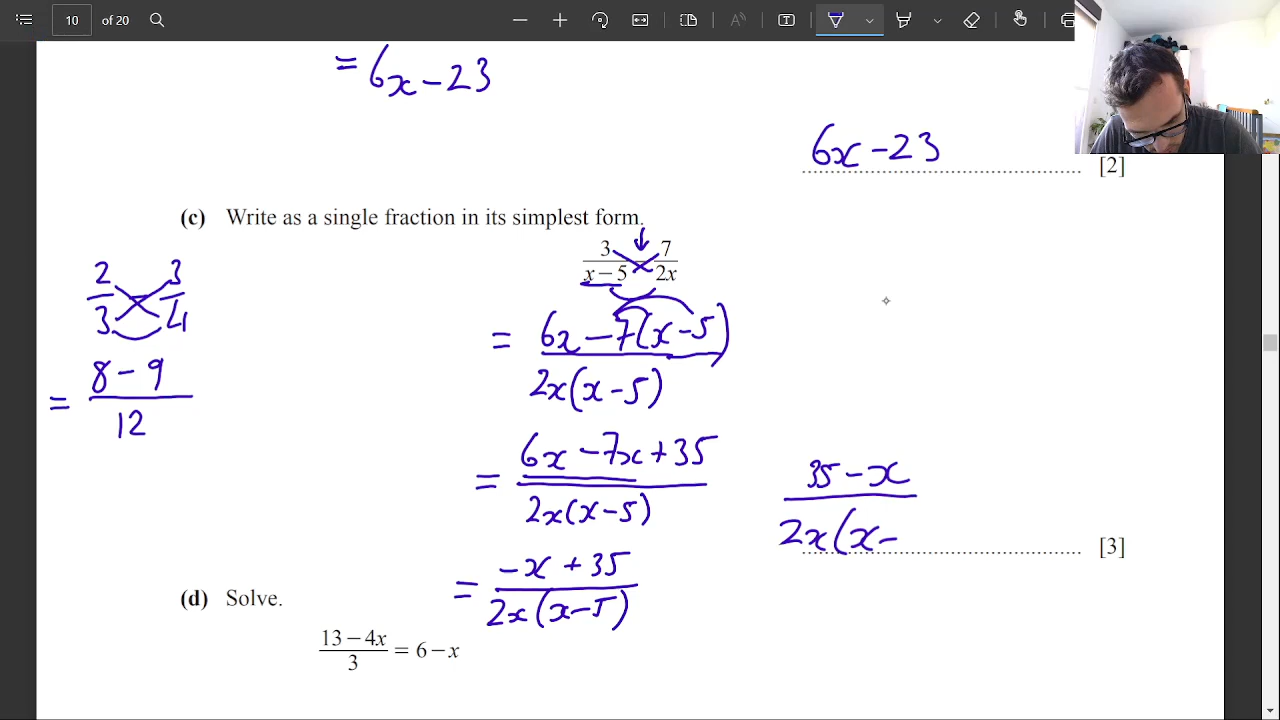 10 of 20
= 6x - 23
6x - 23
[2]
(c) Write as a single fraction in its simplest form.
3/(x - 5) - 7/2x
2/3 - 3/4
= (8 - 9)/12
= (6x - 7(x - 5))/(2x(x - 5))
= (6x - 7x + 35)/(2x(x - 5))
= (-x + 35)/(2x(x - 5))
(35 - x)/(2x(x -
[3]
(d) Solve.
(13 - 4x)/3 = 6 - x